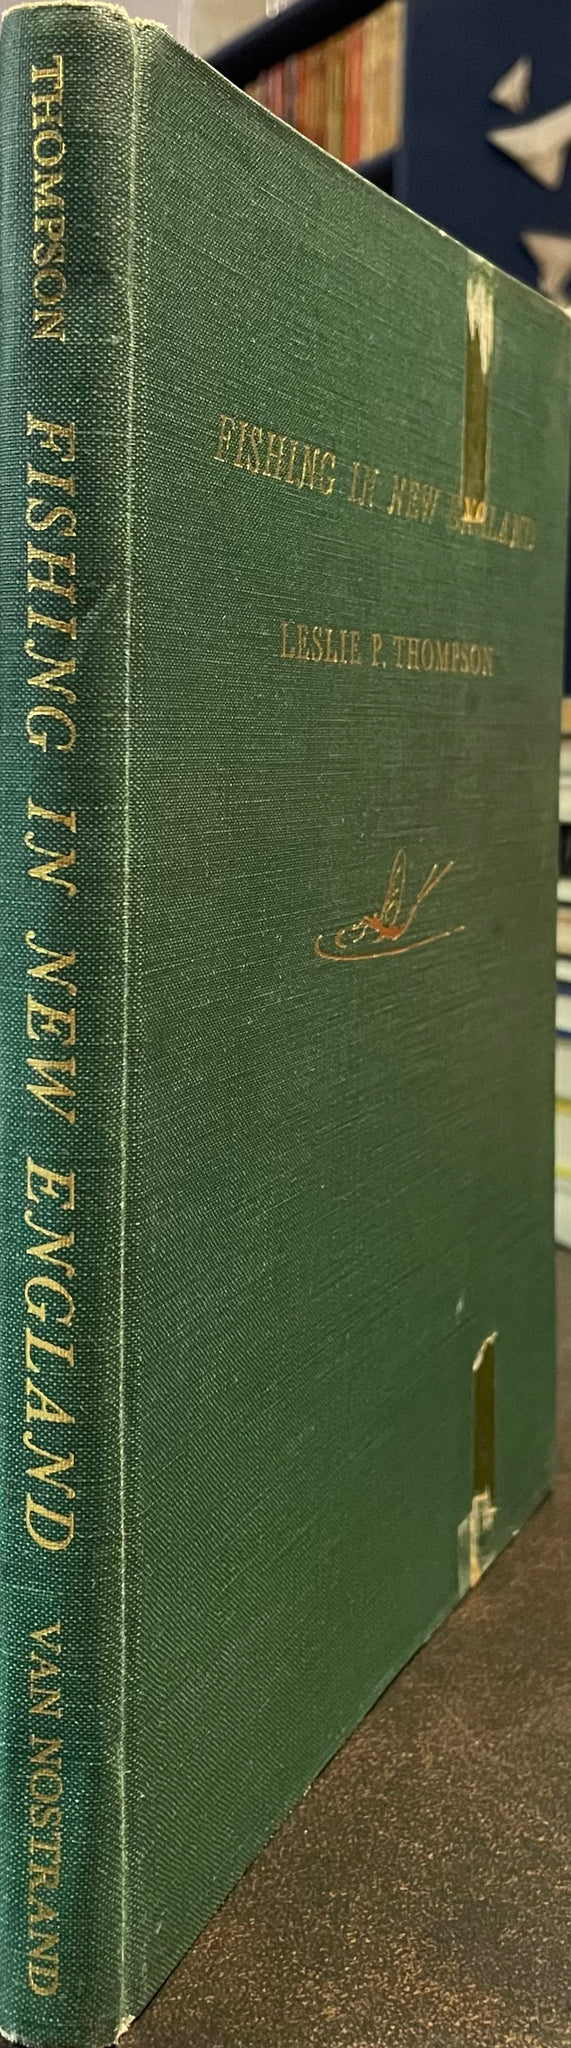 THOMPSON FISHING IN NEW ENGLAND VAN NOSTRAND
FISHING IN NEW ENGLAND
LESLIE P. THOMPSON